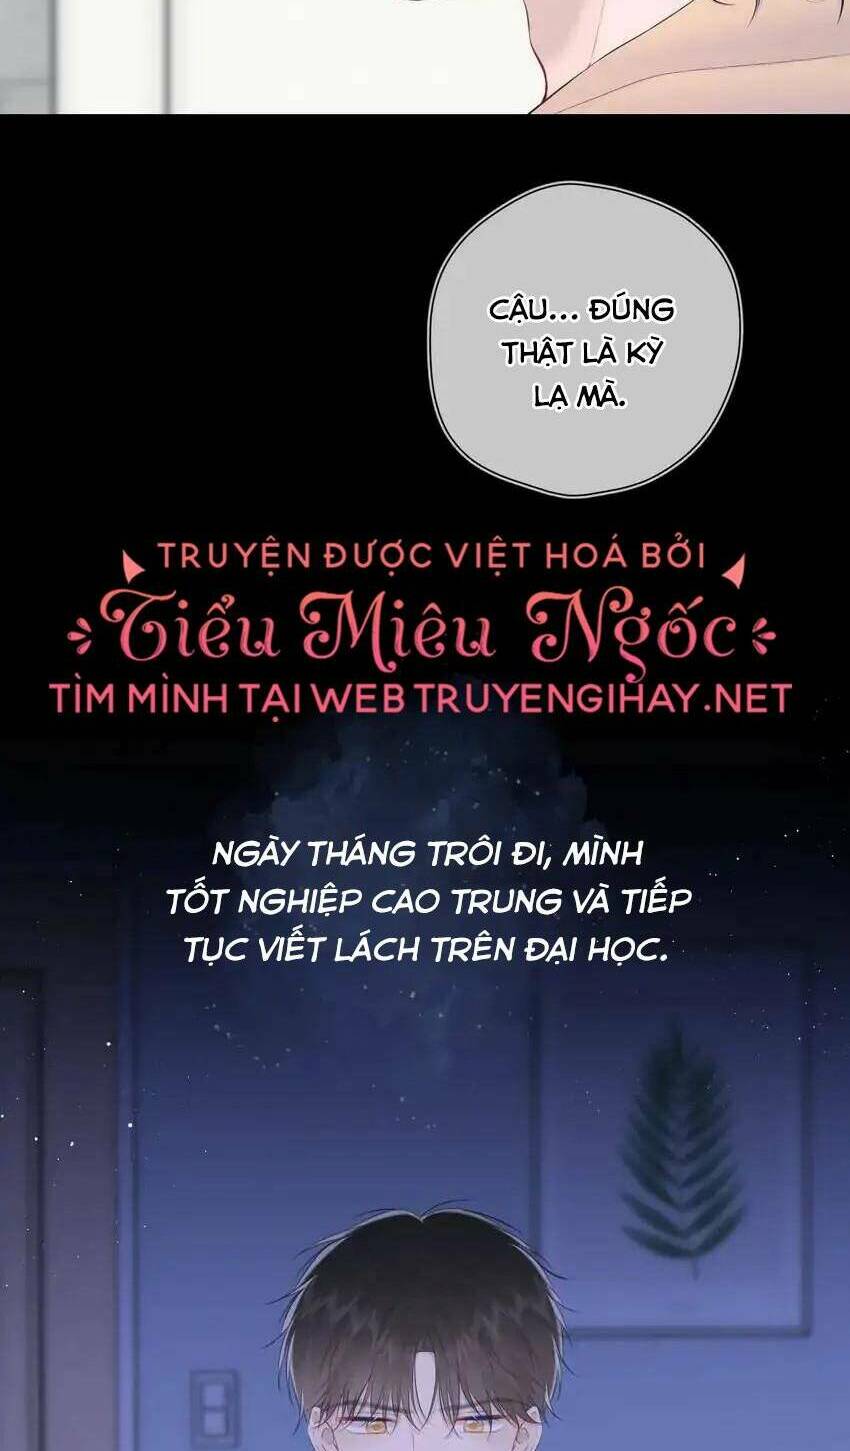 CẬU... ĐÚNG
THẬT LÀ KỲ
LẠ MÀ.
TRUYỆN ĐƯỢC VIỆT HOÁ BỞI
Tiểu Miêu Ngốc
TÌM MÌNH TẠI WEB TRUYENGIHAY.NET
NGÀY THÁNG TRÔI ĐI, MÌNH
TỐT NGHIỆP CAO TRUNG VÀ TIẾP
TỤC VIẾT LÁCH TRÊN ĐẠI HỌC.